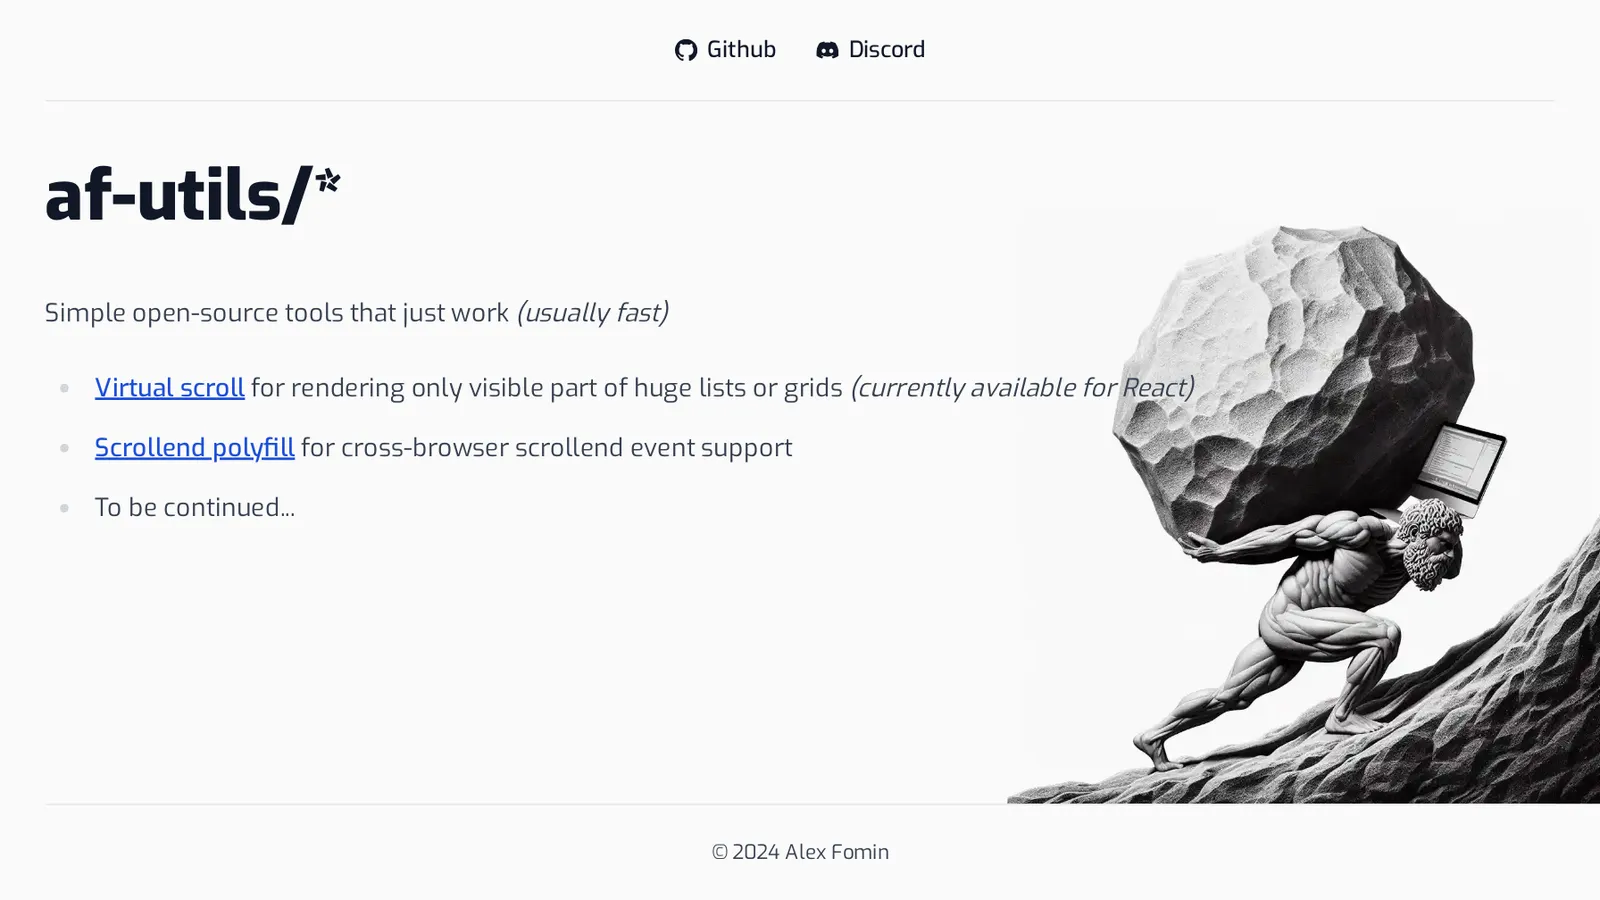 Github Discord
af-utils/*
Simple open-source tools that just work (usually fast)
Virtual scroll for rendering only visible part of huge lists or grids (currently available for React)
Scrollend polyfill for cross-browser scrollend event support
To be continued...
© 2024 Alex Fomin